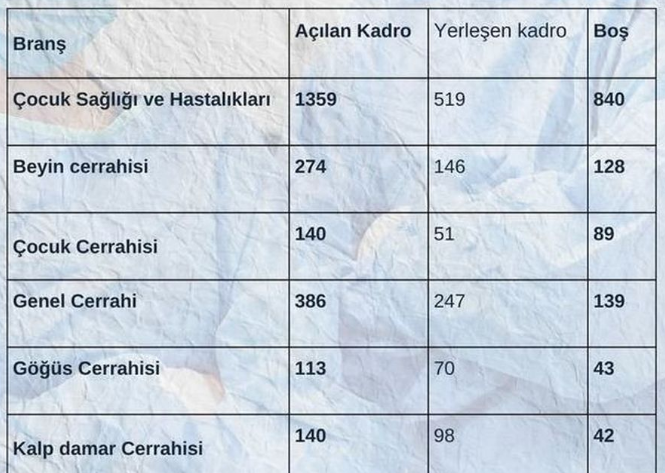 Branş Açılan Kadro Yerleşen kadro Boş
Çocuk Sağlığı ve Hastalıkları 1359 519 840
Beyin cerrahisi 274 146 128
Çocuk Cerrahisi 140 51 89
Genel Cerrahi 386 247 139
Göğüs Cerrahisi 113 70 43
Kalp damar Cerrahisi 140 98 42